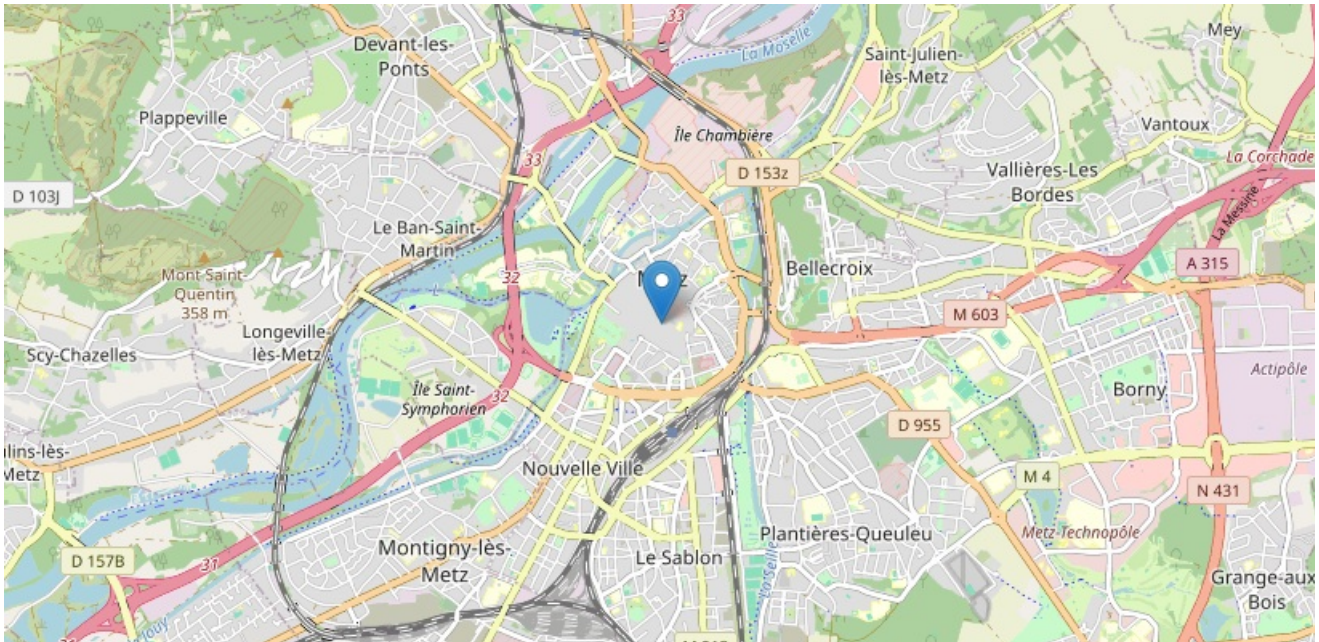 33
La Moselle
Mey
Devant-les-
Ponts
Saint-Julien-
lès-Metz
Plappeville
Île Chambière
Vantoux
33
La Corchade
D 153z
Vallières-Les
Bordes
D 103J
La Messine
Le Ban-Saint-
Martin
A 315
Mont Saint-
Quentin
358 m
32
Bellecroix
M 603
Longeville-
lès-Metz
Scy-Chazelles
Actipôle
Île Saint-
Symphorien
32
Borny
D 955
Nouvelle Ville
Metz
M 4
N 431
Plantières-Queuleu
Metz-Technopôle
Montigny-lès-
Metz
Le Sablon
D 157B
31
La Seille
Grange-aux-
Bois